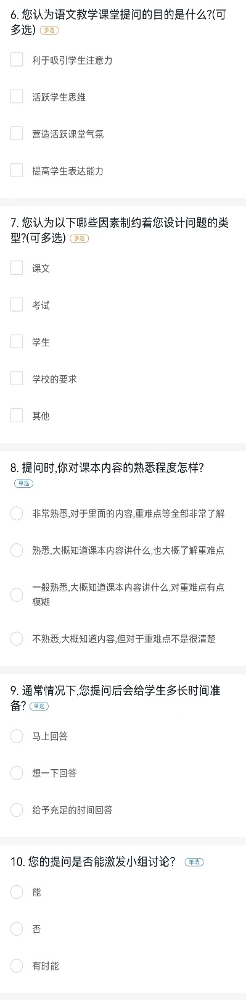 6. 您认为语文教学课堂提问的目的是什么?(可
多选) 多选
利于吸引学生注意力
活跃学生思维
营造活跃课堂气氛
提高学生表达能力
7. 您认为以下哪些因素制约着您设计问题的类
型?(可多选) 多选
课文
考试
学生
学校的要求
其他
8. 提问时,你对课本内容的熟悉程度怎样?
单选
非常熟悉,对于里面的内容,重难点等全部非常了解
熟悉,大概知道课本内容讲什么,也大概了解重难点
一般熟悉,大概知道课本内容讲什么,对重难点有点
模糊
不熟悉,大概知道内容,但对于重难点不是很清楚
9. 通常情况下,您提问后会给学生多长时间准
备? 单选
马上回答
想一下回答
给予充足的时间回答
10. 您的提问是否能激发小组讨论? 单选
能
否
有时能